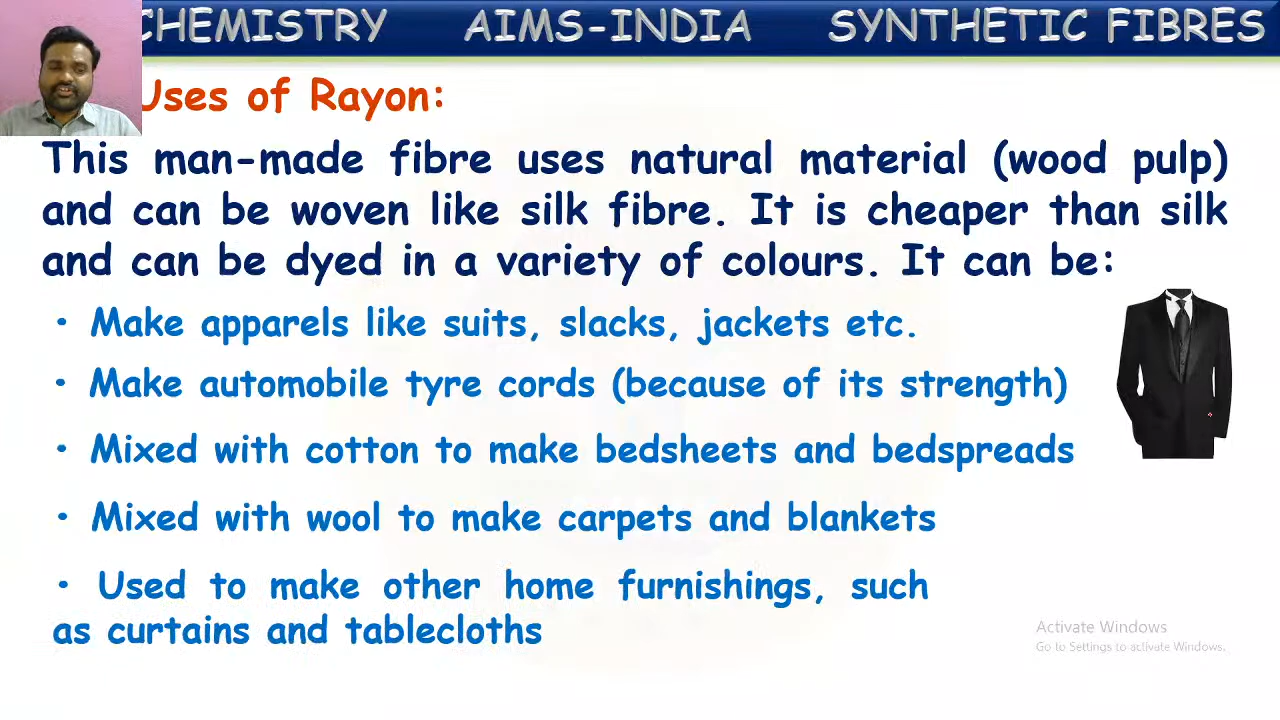 CHEMISTRY AIMS-INDIA SYNTHETIC FIBRES
Uses of Rayon:
This man-made fibre uses natural material (wood pulp)
and can be woven like silk fibre. It is cheaper than silk
and can be dyed in a variety of colours. It can be:
• Make apparels like suits, slacks, jackets etc.
• Make automobile tyre cords (because of its strength)
• Mixed with cotton to make bedsheets and bedspreads
• Mixed with wool to make carpets and blankets
• Used to make other home furnishings, such
as curtains and tablecloths
Activate Windows
Go to Settings to activate Windows.